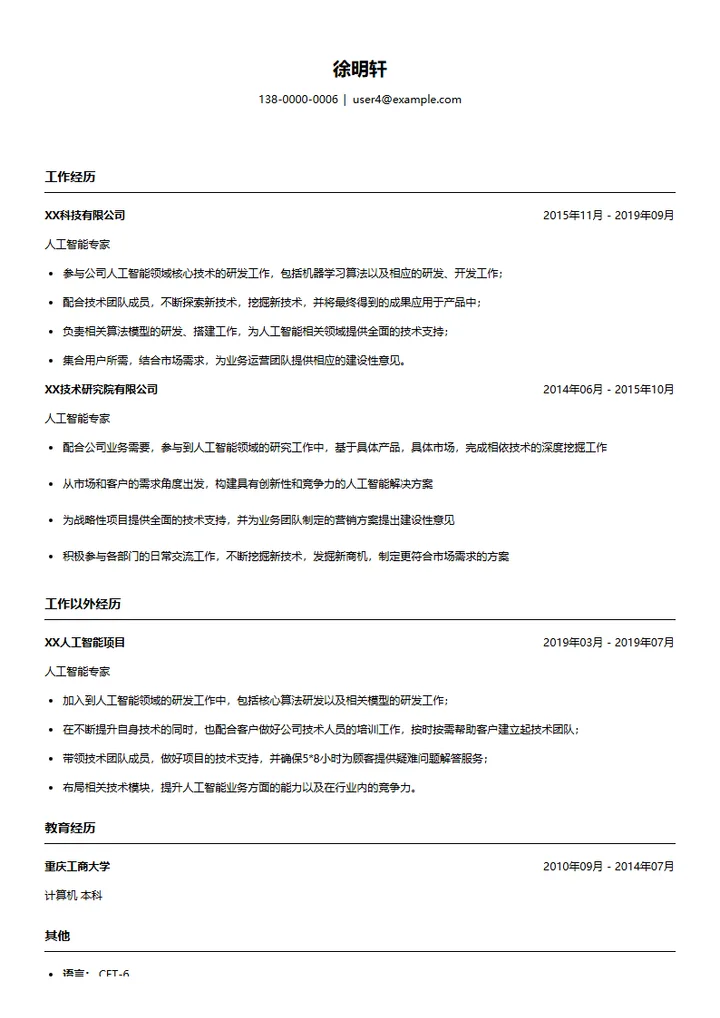 徐明轩
138-0000-0006 | user4@example.com
工作经历
XX科技有限公司 2015年11月 - 2019年09月
人工智能专家
• 参与公司人工智能领域核心技术的研发工作，包括机器学习算法以及相应的研发、开发工作；
• 配合技术团队成员，不断探索新技术，挖掘新技术，并将最终得到的成果应用于产品中；
• 负责相关算法模型的研发、搭建工作，为人工智能相关领域提供全面的技术支持；
• 集合用户所需，结合市场需求，为业务运营团队提供相应的建设性意见。
XX技术研究院有限公司 2014年06月 - 2015年10月
人工智能专家
• 配合公司业务需要，参与到人工智能领域的研究工作中，基于具体产品，具体市场，完成相依技术的深度挖掘工作
• 从市场和客户的需求角度出发，构建具有创新性和竞争力的人工智能解决方案
• 为战略性项目提供全面的技术支持，并为业务团队制定的营销方案提出建设性意见
• 积极参与各部门的日常交流工作，不断挖掘新技术，发掘新商机，制定更符合市场需求的方案
工作以外经历
XX人工智能项目 2019年03月 - 2019年07月
人工智能专家
• 加入到人工智能领域的研发工作中，包括核心算法研发以及相关模型的研发工作；
• 在不断提升自身技术的同时，也配合客户做好公司技术人员的培训工作，按时按需帮助客户建立起技术团队；
• 带领技术团队成员，做好项目的技术支持，并确保5*8小时为顾客提供疑难问题解答服务；
• 布局相关技术模块，提升人工智能业务方面的能力以及在行业内的竞争力。
教育经历
重庆工商大学 2010年09月 - 2014年07月
计算机 本科
其他
• 语言： CET-6